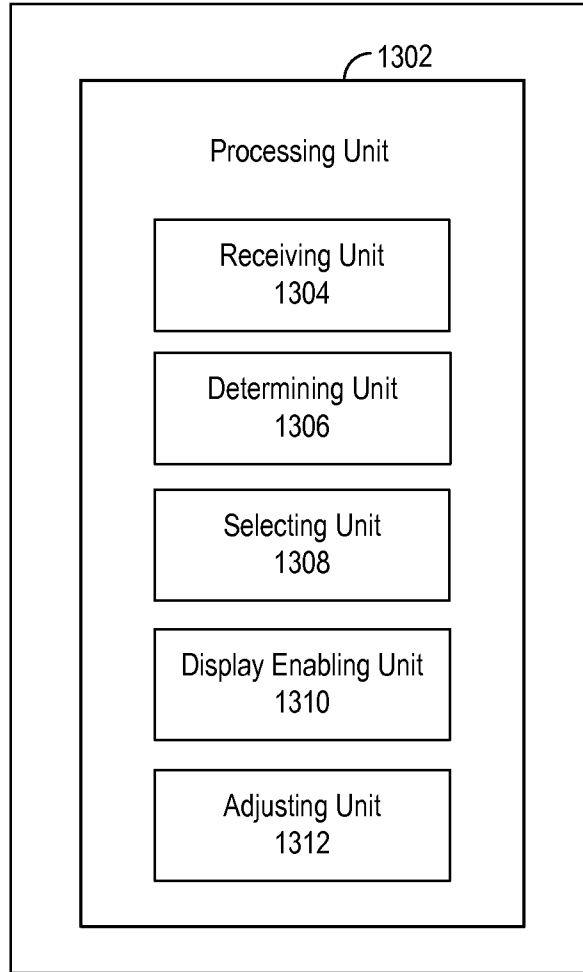 1302
Processing Unit
Receiving Unit
1304
Determining Unit
1306
Selecting Unit
1308
Display Enabling Unit
1310
Adjusting Unit
1312